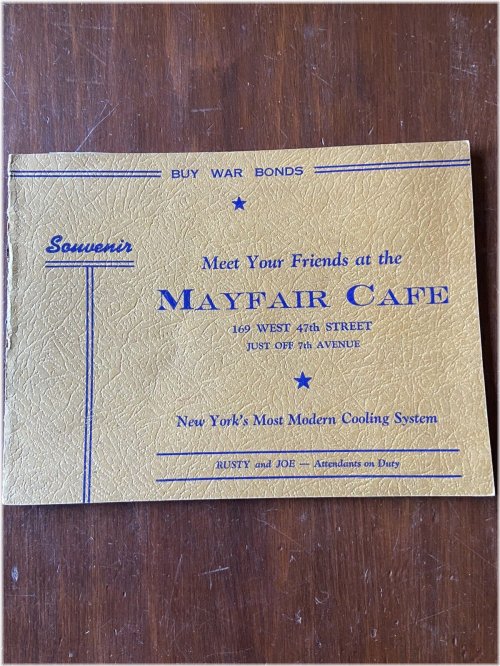 BUY WAR BONDS
Souvenir
Meet Your Friends at the
MAYFAIR CAFE
169 WEST 47th STREET
JUST OFF 7th AVENUE
New York's Most Modern Cooling System
RUSTY and JOE — Attendants on Duty